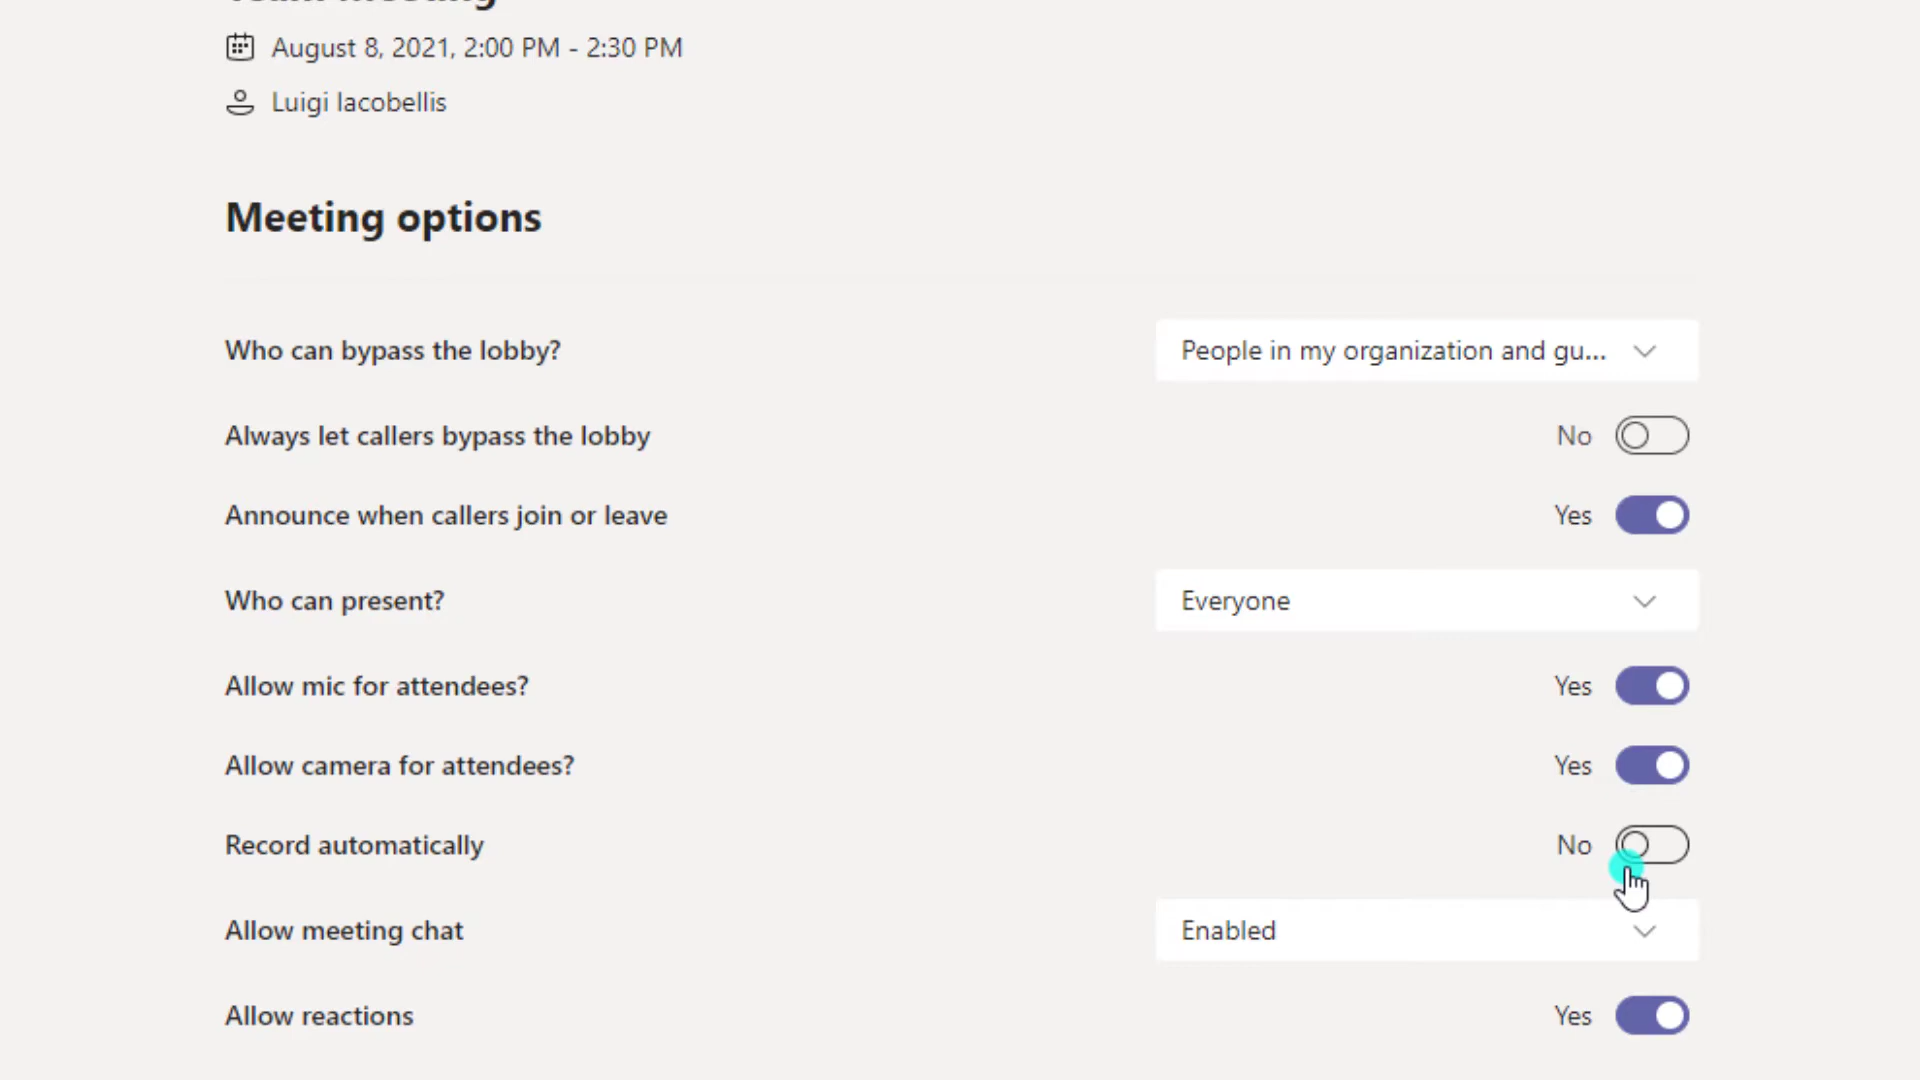 Team meeting
August 8, 2021, 2:00 PM - 2:30 PM
Luigi Iacobellis
Meeting options
Who can bypass the lobby? People in my organization and gu...
Always let callers bypass the lobby No
Announce when callers join or leave Yes
Who can present? Everyone
Allow mic for attendees? Yes
Allow camera for attendees? Yes
Record automatically No
Allow meeting chat Enabled
Allow reactions Yes